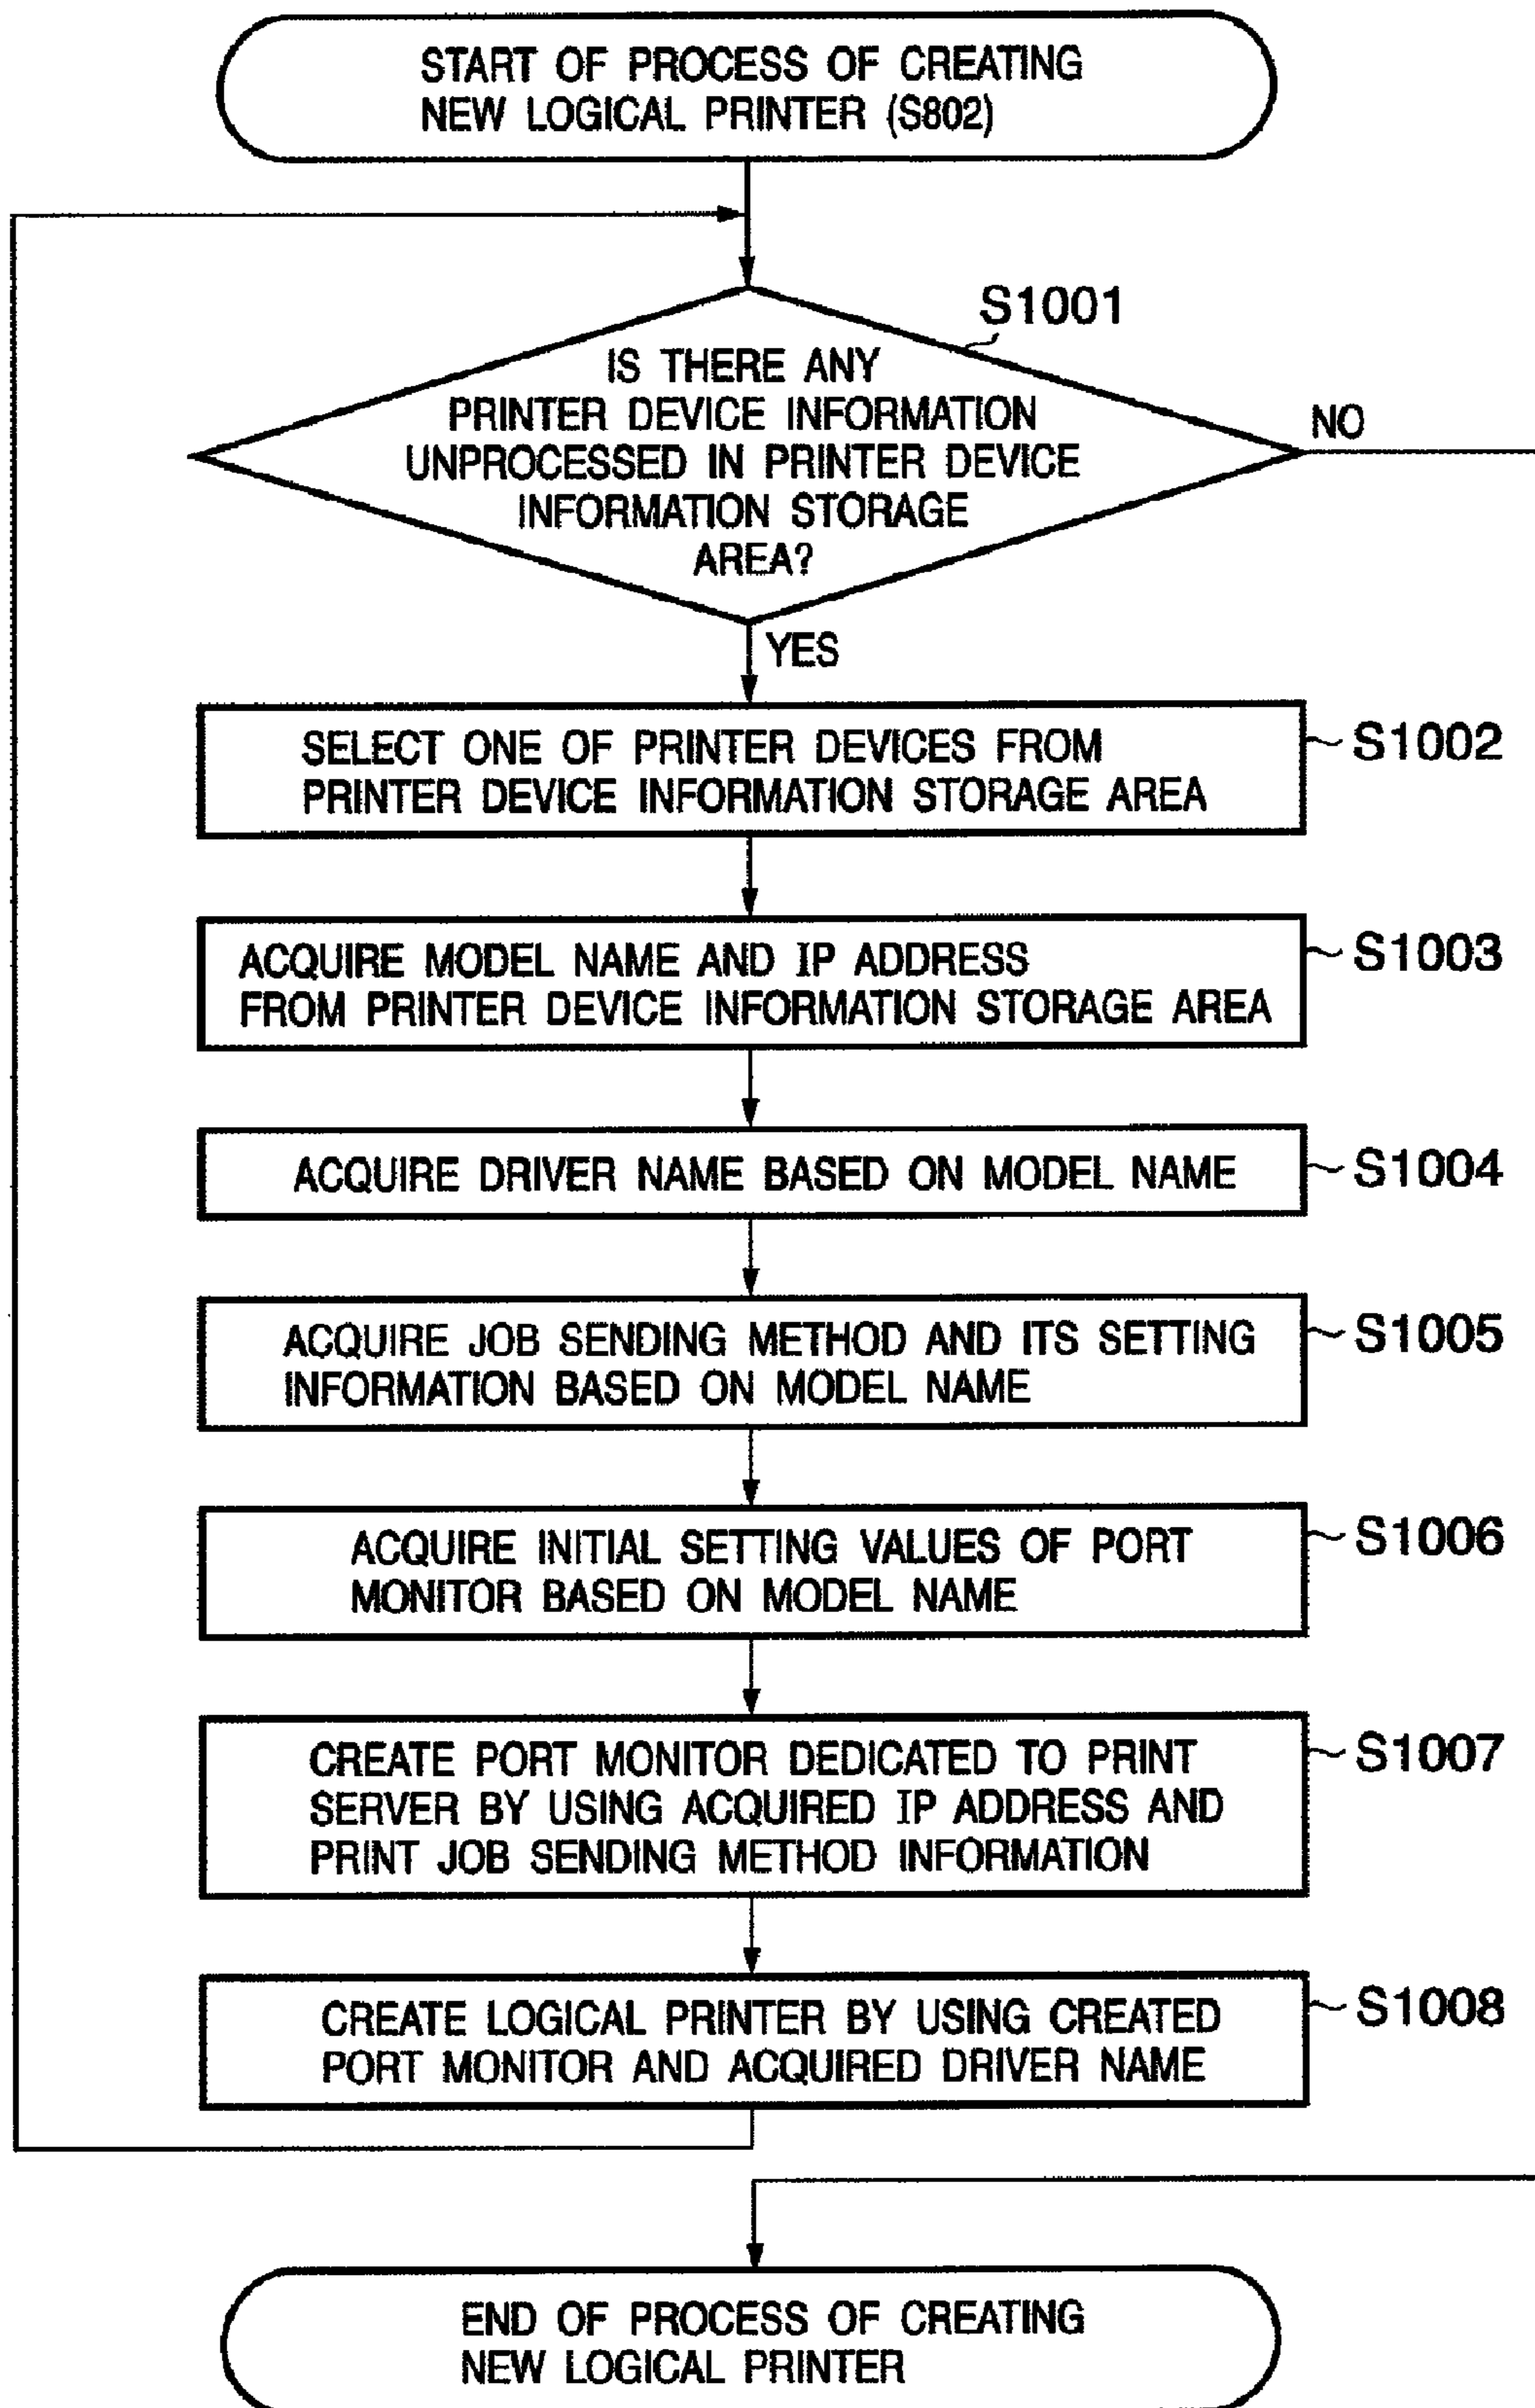 START OF PROCESS OF CREATING
NEW LOGICAL PRINTER (S802)
S1001
IS THERE ANY
PRINTER DEVICE INFORMATION
UNPROCESSED IN PRINTER DEVICE
INFORMATION STORAGE
AREA?
NO
YES
SELECT ONE OF PRINTER DEVICES FROM
PRINTER DEVICE INFORMATION STORAGE AREA
S1002
ACQUIRE MODEL NAME AND IP ADDRESS
FROM PRINTER DEVICE INFORMATION STORAGE AREA
S1003
ACQUIRE DRIVER NAME BASED ON MODEL NAME
S1004
ACQUIRE JOB SENDING METHOD AND ITS SETTING
INFORMATION BASED ON MODEL NAME
S1005
ACQUIRE INITIAL SETTING VALUES OF PORT
MONITOR BASED ON MODEL NAME
S1006
CREATE PORT MONITOR DEDICATED TO PRINT
SERVER BY USING ACQUIRED IP ADDRESS AND
PRINT JOB SENDING METHOD INFORMATION
S1007
CREATE LOGICAL PRINTER BY USING CREATED
PORT MONITOR AND ACQUIRED DRIVER NAME
S1008
END OF PROCESS OF CREATING
NEW LOGICAL PRINTER